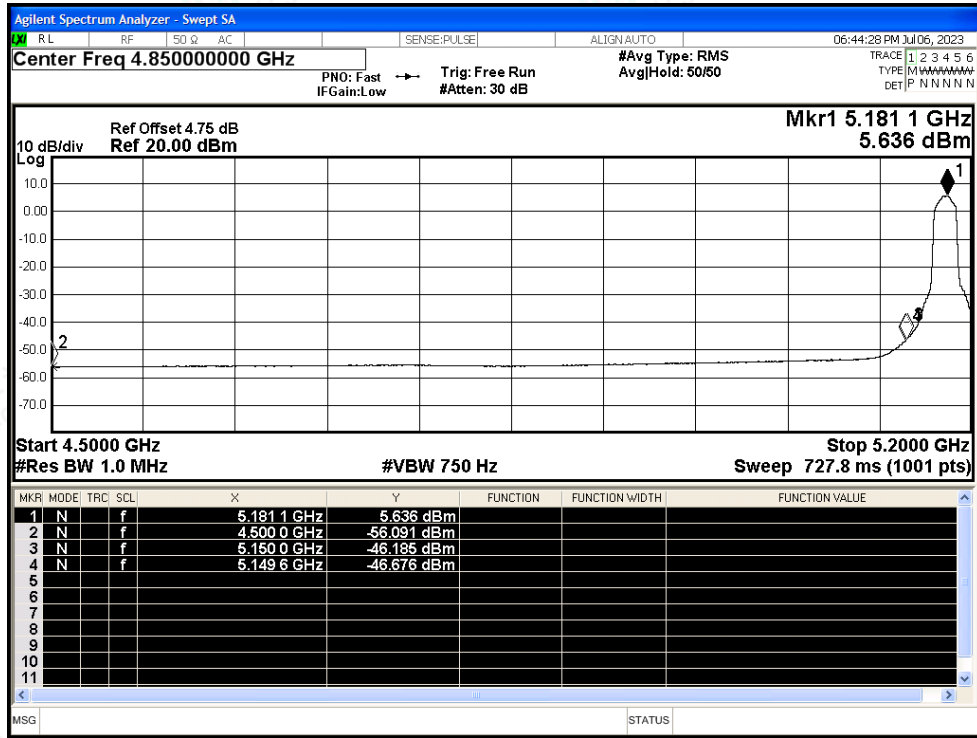 Agilent Spectrum Analyzer - Swept SA
LXI RL RF 50 Ω AC SENSE:PULSE ALIGN AUTO 06:44:28 PM Jul 06, 2023
Center Freq 4.850000000 GHz
PNO: Fast Trig: Free Run #Avg Type: RMS TRACE 1 2 3 4 5 6
IFGain:Low #Atten: 30 dB Avg|Hold: 50/50 TYPE M WWWWW
DET P N N N N N
Mkr1 5.181 1 GHz
5.636 dBm
Ref Offset 4.75 dB
10 dB/div Ref 20.00 dBm
Log
10.0
0.00
-10.0
-20.0
-30.0
-40.0
-50.0
-60.0
-70.0
1
2
Start 4.5000 GHz Stop 5.2000 GHz
#Res BW 1.0 MHz #VBW 750 Hz Sweep 727.8 ms (1001 pts)
MKR MODE TRC SCL X Y FUNCTION FUNCTION WIDTH FUNCTION VALUE
1 N f 5.181 1 GHz 5.636 dBm
2 N f 4.500 0 GHz -56.091 dBm
3 N f 5.150 0 GHz -46.185 dBm
4 N f 5.149 6 GHz -46.676 dBm
5
6
7
8
9
10
11
MSG STATUS